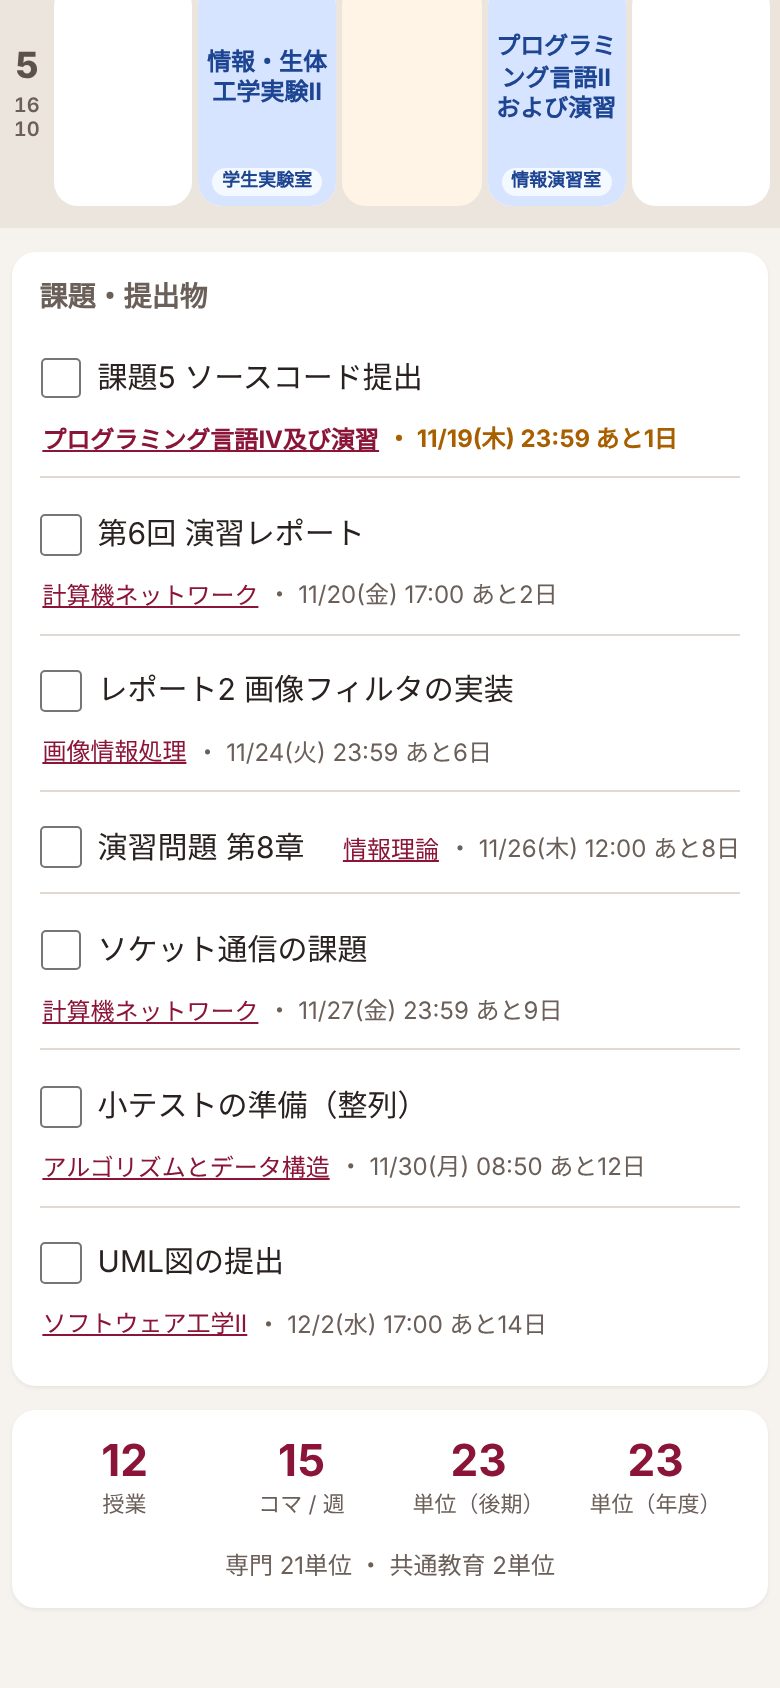 5
16
10
情報・生体
工学実験II
学生実験室
プログラミ
ング言語II
および演習
情報演習室
課題・提出物
課題5 ソースコード提出
プログラミング言語IV及び演習 ・ 11/19(木) 23:59 あと1日
第6回 演習レポート
計算機ネットワーク ・ 11/20(金) 17:00 あと2日
レポート2 画像フィルタの実装
画像情報処理 ・ 11/24(火) 23:59 あと6日
演習問題 第8章 情報理論 ・ 11/26(木) 12:00 あと8日
ソケット通信の課題
計算機ネットワーク ・ 11/27(金) 23:59 あと9日
小テストの準備（整列）
アルゴリズムとデータ構造 ・ 11/30(月) 08:50 あと12日
UML図の提出
ソフトウェア工学II ・ 12/2(水) 17:00 あと14日
12 15 23 23
授業 コマ / 週 単位（後期） 単位（年度）
専門 21単位 ・ 共通教育 2単位